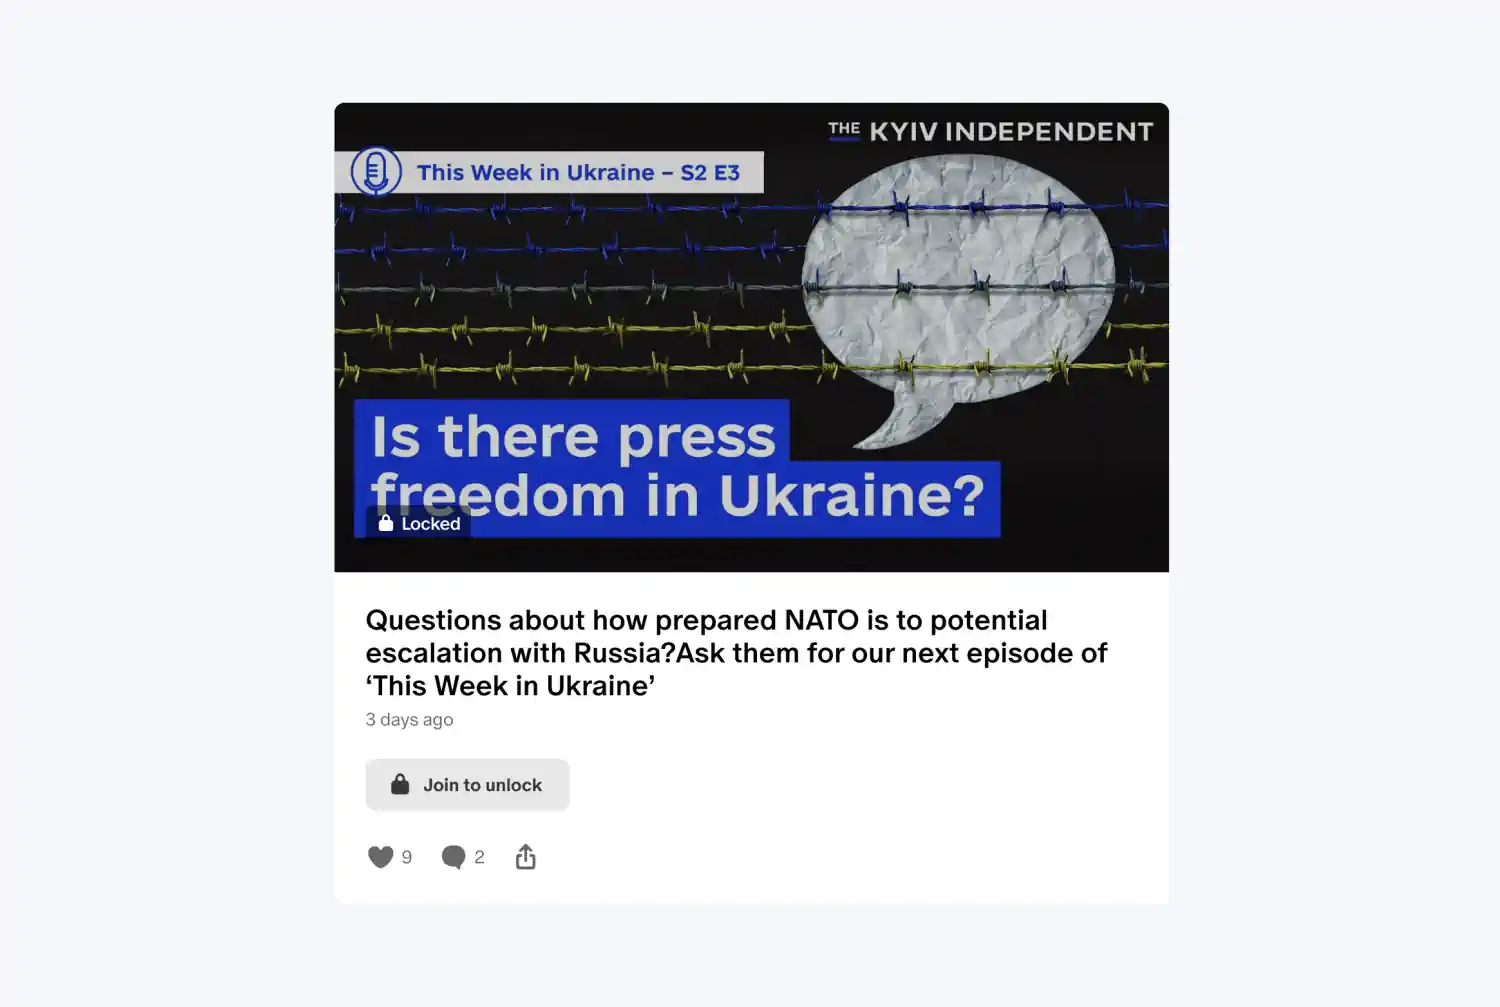 THE KYIV INDEPENDENT
This Week in Ukraine – S2 E3
Is there press
freedom in Ukraine?
Locked
Questions about how prepared NATO is to potential
escalation with Russia?Ask them for our next episode of
‘This Week in Ukraine’
3 days ago
Join to unlock
9 2